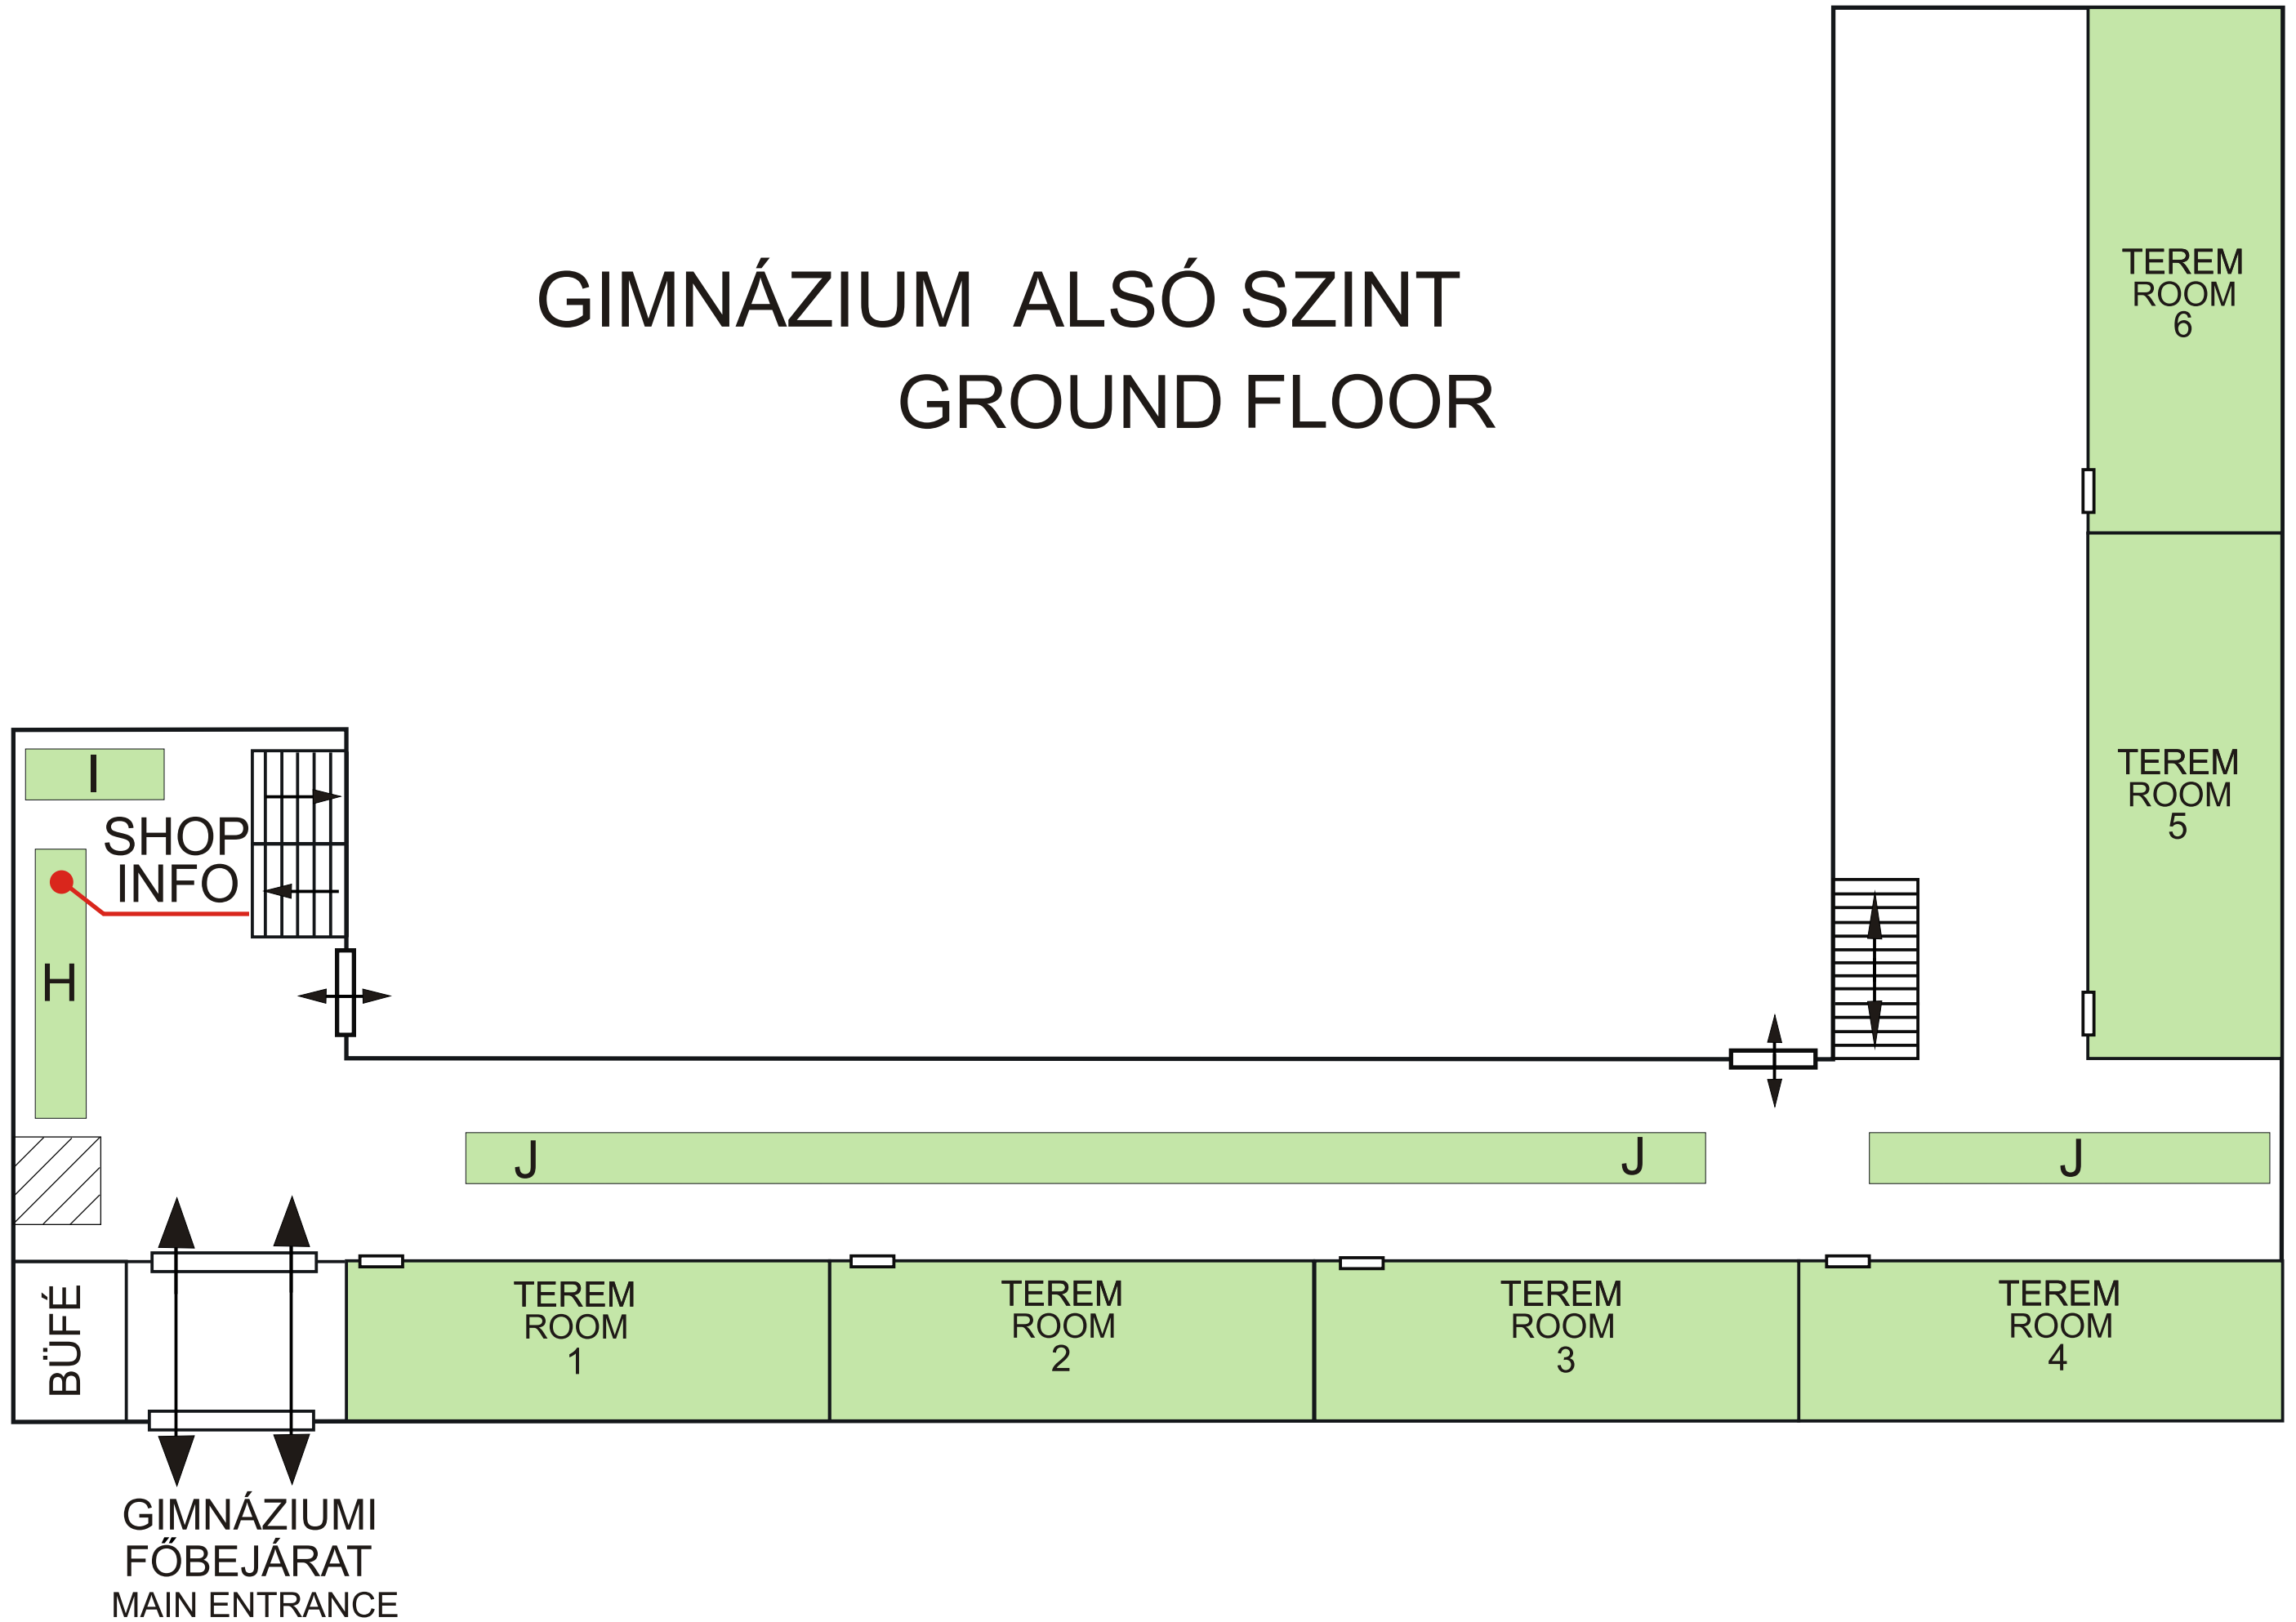 GIMNÁZIUM ALSÓ SZINT
GROUND FLOOR
TEREM
ROOM
6
TEREM
ROOM
5
I
SHOP
INFO
H
J
J
J
BÜFÉ
TEREM
ROOM
1
TEREM
ROOM
2
TEREM
ROOM
3
TEREM
ROOM
4
GIMNÁZIUMI
FŐBEJÁRAT
MAIN ENTRANCE